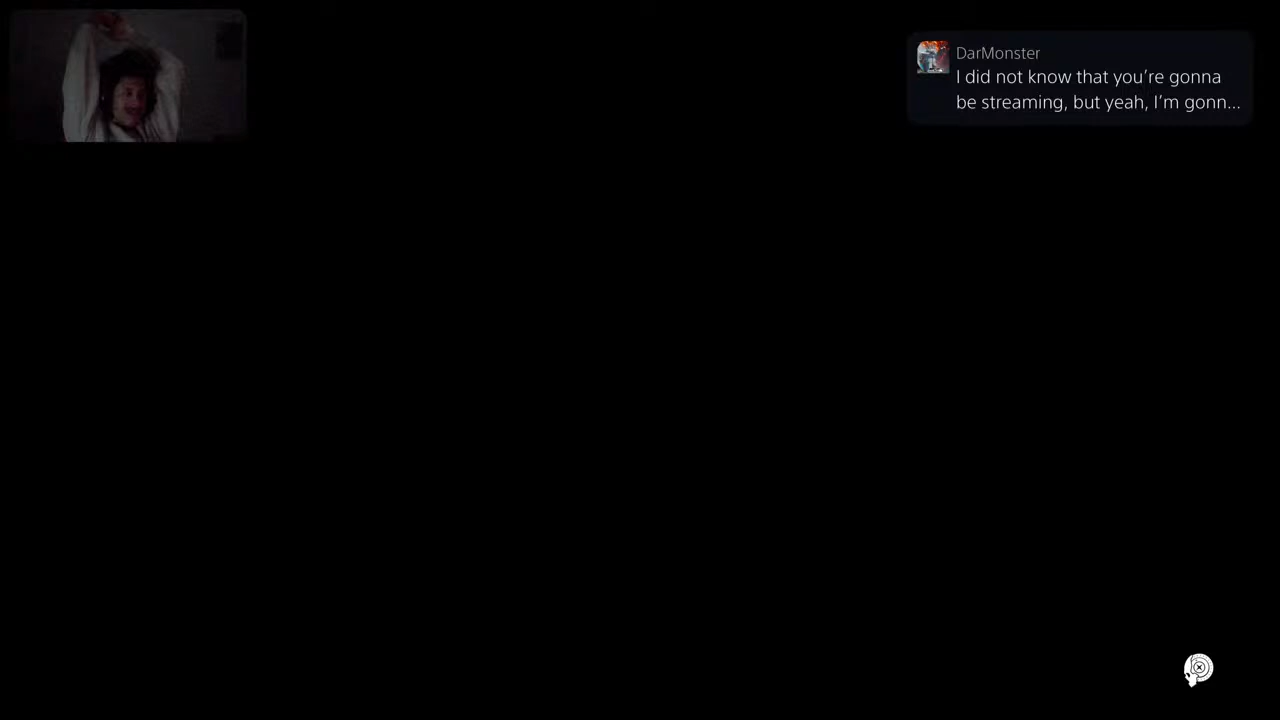 DarMonster
I did not know that you’re gonna
be streaming, but yeah, I’m gonn...